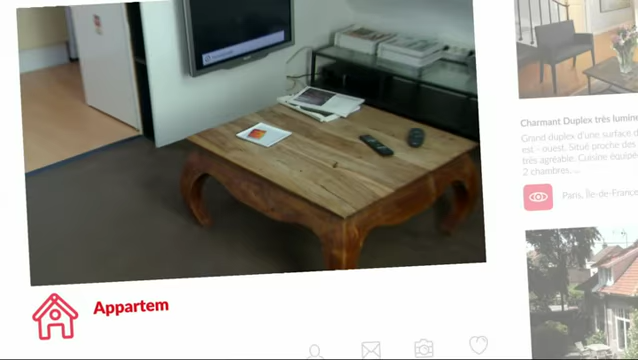 Appartem
Charmant Duplex très lumine
Grand duplex d'une surface d
est - ouest. Situé proche des
très agréable. Cuisine équipé
2 chambres, ...
Paris, Île-de-France